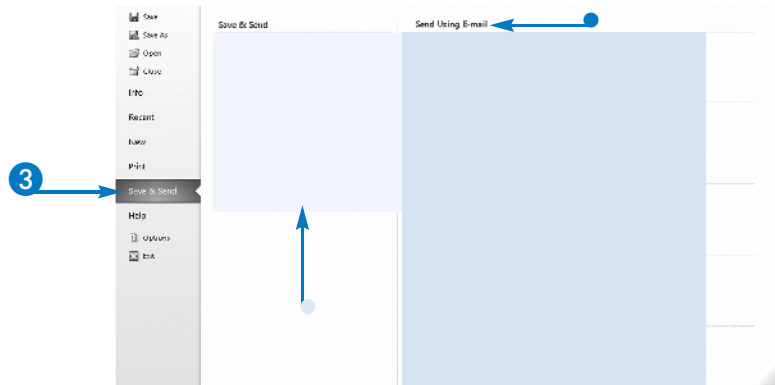 Save
Save As
Open
Close
Info
Recent
New
Print
Save & Send
Help
Options
Exit
Save & Send
Send Using E-mail
3